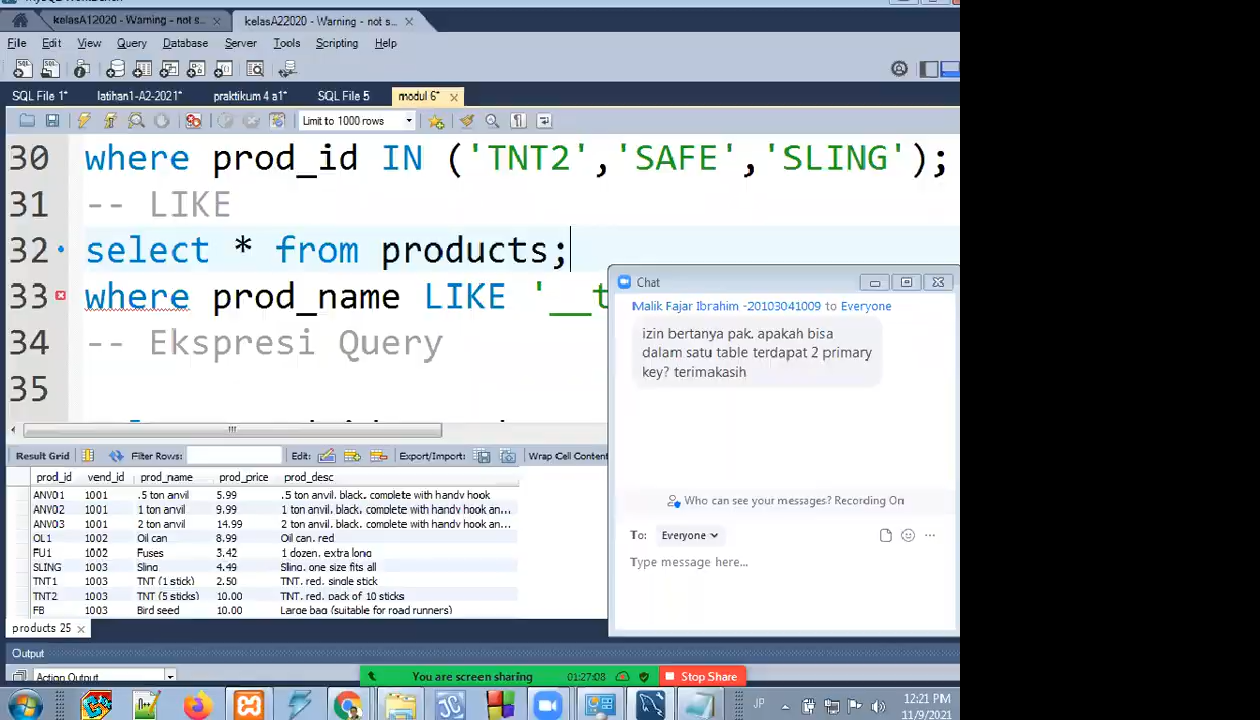 kelasA12020 - Warning - not s...
kelasA22020 - Warning - not s...
File Edit View Query Database Server Tools Scripting Help
SQL File 1* latihan1-A2-2021* praktikum 4 a1* SQL File 5 modul 6*
Limit to 1000 rows
30 where prod_id IN ('TNT2','SAFE','SLING');
31 -- LIKE
32 select * from products;
33 where prod_name LIKE '__t
34 -- Ekspresi Query
35
Chat
Malik Fajar Ibrahim -20103041009 to Everyone
izin bertanya pak. apakah bisa
dalam satu table terdapat 2 primary
key? terimakasih
Who can see your messages? Recording On
To: Everyone
Type message here...
Result Grid Filter Rows: Edit: Export/Import: Wrap Cell Content
prod_id vend_id prod_name prod_price prod_desc
ANV01 1001 .5 ton anvil 5.99 .5 ton anvil. black. complete with handy hook
ANV02 1001 1 ton anvil 9.99 1 ton anvil. black. complete with handy hook an...
ANV03 1001 2 ton anvil 14.99 2 ton anvil. black. complete with handy hook an...
OL1 1002 Oil can 8.99 Oil can. red
FU1 1002 Fuses 3.42 1 dozen. extra long
SLING 1003 Sling 4.49 Sling. one size fits all
TNT1 1003 TNT (1 stick) 2.50 TNT. red. single stick
TNT2 1003 TNT (5 sticks) 10.00 TNT. red. pack of 10 sticks
FB 1003 Bird seed 10.00 Large bag (suitable for road runners)
products 25
Output
Action Output
You are screen sharing 01:27:08 Stop Share
JP
12:21 PM
11/9/2021